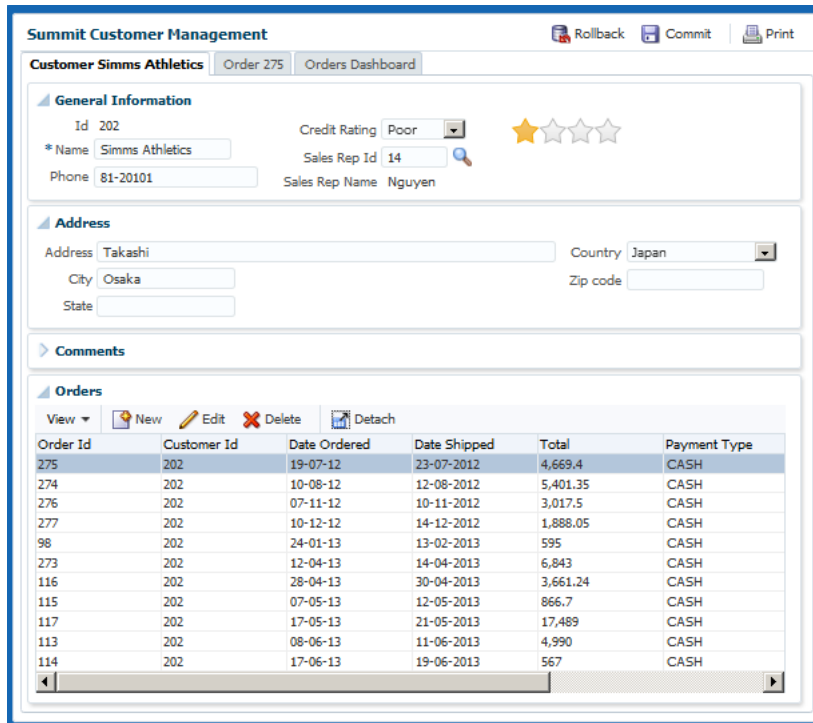 Summit Customer Management Rollback Commit Print
Customer Simms Athletics Order 275 Orders Dashboard
General Information
Id 202
* Name Simms Athletics
Phone 81-20101
Credit Rating Poor
Sales Rep Id 14
Sales Rep Name Nguyen
Address
Address Takashi
City Osaka
State
Country Japan
Zip code
Comments
Orders
View New Edit Delete Detach
Order Id Customer Id Date Ordered Date Shipped Total Payment Type
275 202 19-07-12 23-07-2012 4,669.4 CASH
274 202 10-08-12 12-08-2012 5,401.35 CASH
276 202 07-11-12 10-11-2012 3,017.5 CASH
277 202 10-12-12 14-12-2012 1,888.05 CASH
98 202 24-01-13 13-02-2013 595 CASH
273 202 12-04-13 14-04-2013 6,843 CASH
116 202 28-04-13 30-04-2013 3,661.24 CASH
115 202 07-05-13 12-05-2013 866.7 CASH
117 202 17-05-13 21-05-2013 17,489 CASH
113 202 08-06-13 11-06-2013 4,990 CASH
114 202 17-06-13 19-06-2013 567 CASH